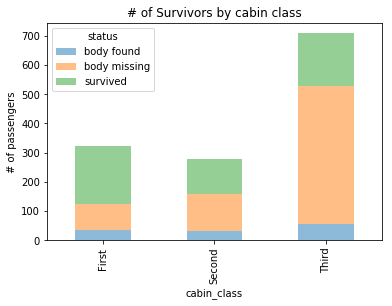 # of Survivors by cabin class
status
body found
body missing
survived
# of passengers
700
600
500
400
300
200
100
0
First
Second
Third
cabin_class